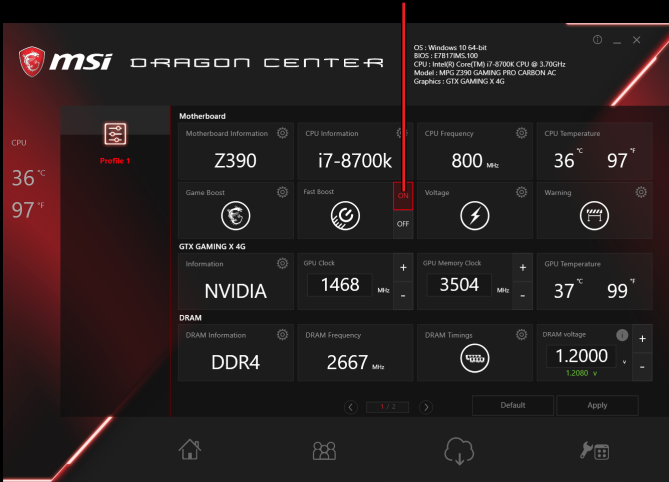 OS : Windows 10 64-bit
BIOS : E7B17IMS.100
CPU : Intel(R) Core(TM) i7-8700K CPU @ 3.70GHz
Model : MPG Z390 GAMING PRO CARBON AC
Graphics : GTX GAMING X 4G
msi DRAGON CENTER
CPU
36 °C
97 °F
Profile 1
Motherboard
Motherboard Information
Z390
CPU Information
i7-8700k
CPU Frequency
800 MHz
CPU Temperature
36 °C 97 °F
Game Boost
Fast Boost
ON
OFF
Voltage
Warning
GTX GAMING X 4G
Information
NVIDIA
GPU Clock
1468 MHz
+
-
GPU Memory Clock
3504 MHz
+
-
GPU Temperature
37 °C 99 °F
DRAM
DRAM Information
DDR4
DRAM Frequency
2667 MHz
DRAM Timings
DRAM voltage
1.2000 v
1.2080 v
+
-
1 / 2
Default
Apply